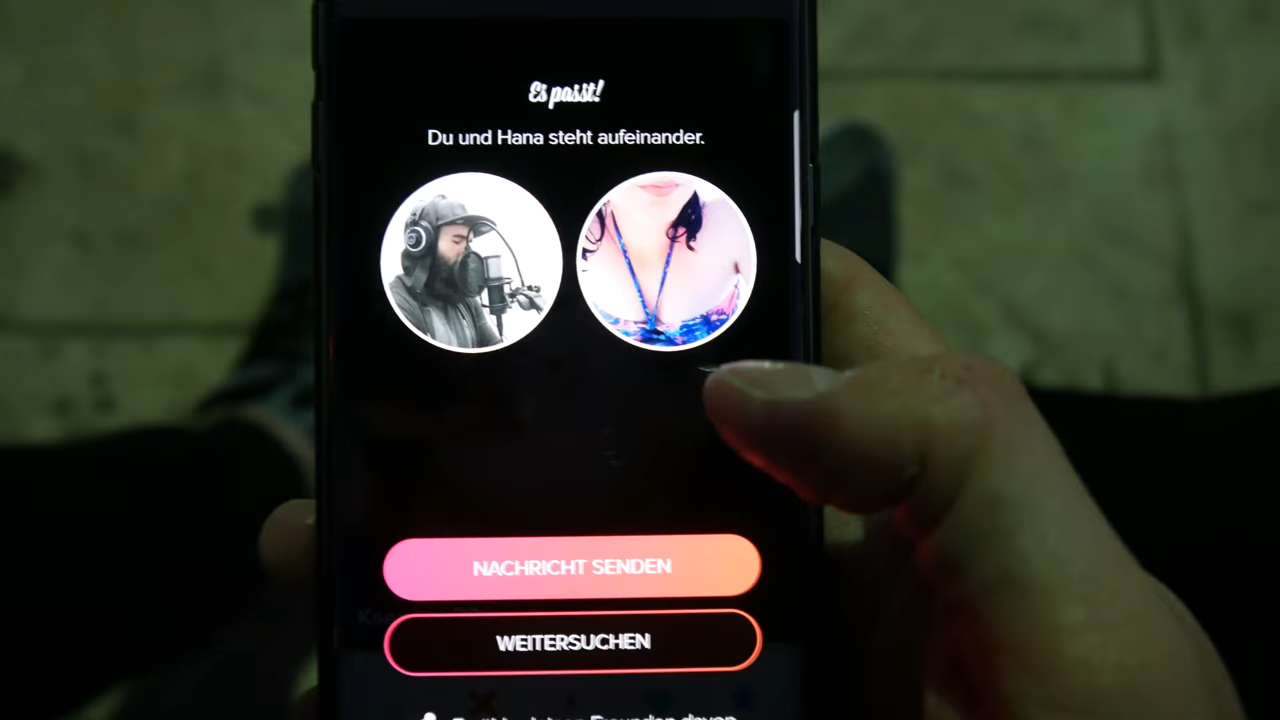 Es passt!
Du und Hana steht aufeinander.
NACHRICHT SENDEN
WEITERSUCHEN